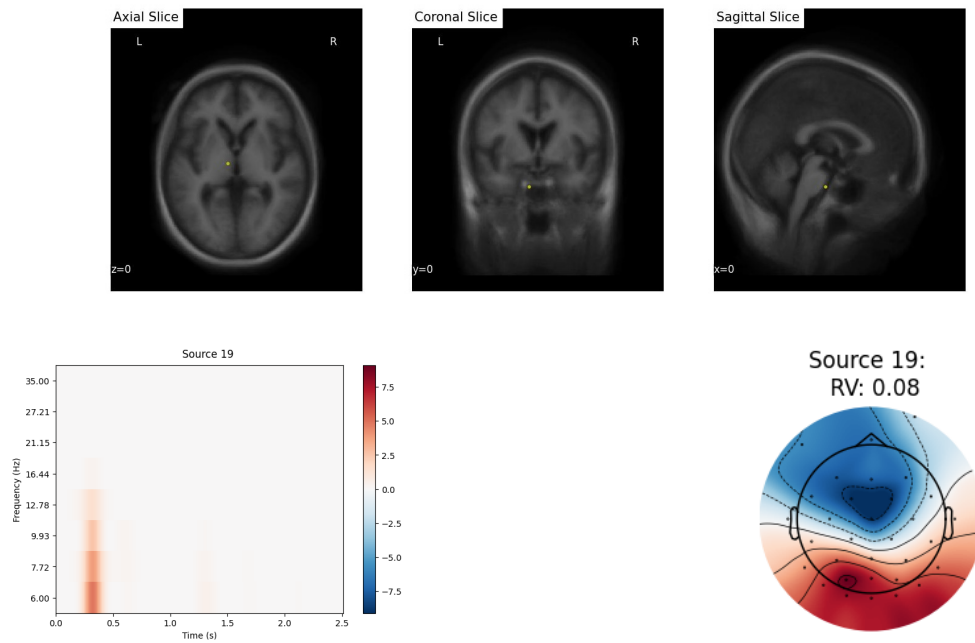 Axial Slice
L
R
z=0
Coronal Slice
L
R
y=0
Sagittal Slice
x=0
Source 19
Frequency (Hz)
35.00
27.21
21.15
16.44
12.78
9.93
7.72
6.00
0.0
0.5
1.0
1.5
2.0
2.5
Time (s)
7.5
5.0
2.5
0.0
−2.5
−5.0
−7.5
Source 19:
RV: 0.08